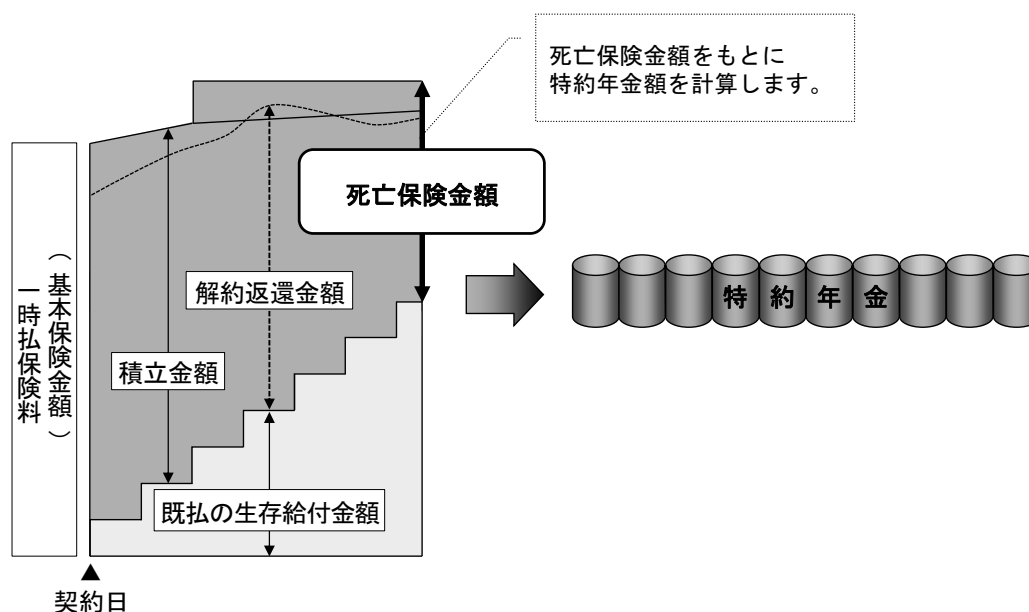 死亡保険金額をもとに
特約年金額を計算します。
死亡保険金額
一時払保険料
（基本保険金額）
解約返還金額
積立金額
既払の生存給付金額
特約年金
▲
契約日